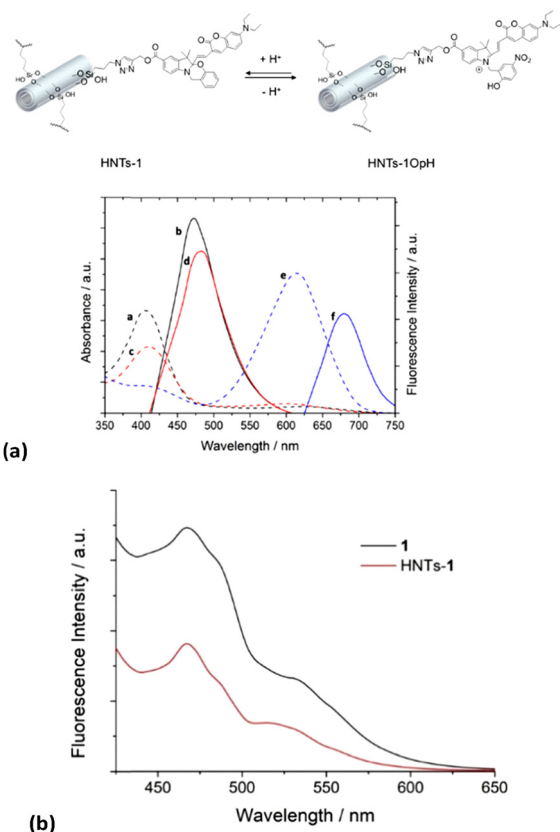 + H⁺
- H⁺
HNTs-1
HNTs-1OpH
Absorbance / a.u.
Fluorescence Intensity / a.u.
a
b
c
d
e
f
350 400 450 500 550 600 650 700 750
Wavelength / nm
(a)
Fluorescence Intensity / a.u.
1
HNTs-1
450 500 550 600 650
Wavelength / nm
(b)